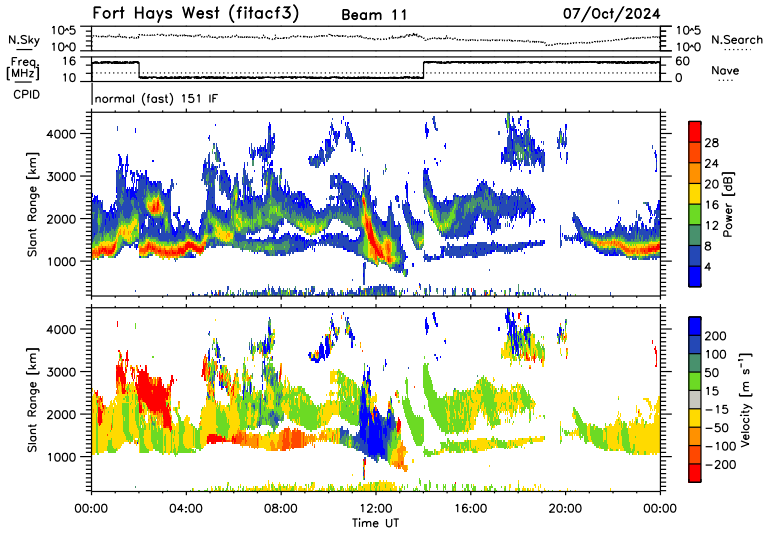 Fort Hays West (fitacf3) Beam 11 07/Oct/2024
N.Sky 10^5 10^0 10^5 10^0 N.Search
Freq. [MHz] 16 10 60 0 Nave
CPID normal (fast) 151 IF
Slant Range [km] 4000 3000 2000 1000
Power [dB] 28 24 20 16 12 8 4
Slant Range [km] 4000 3000 2000 1000
Velocity [m s⁻¹] 200 100 50 15 −15 −50 −100 −200
00:00 04:00 08:00 12:00 16:00 20:00 00:00
Time UT